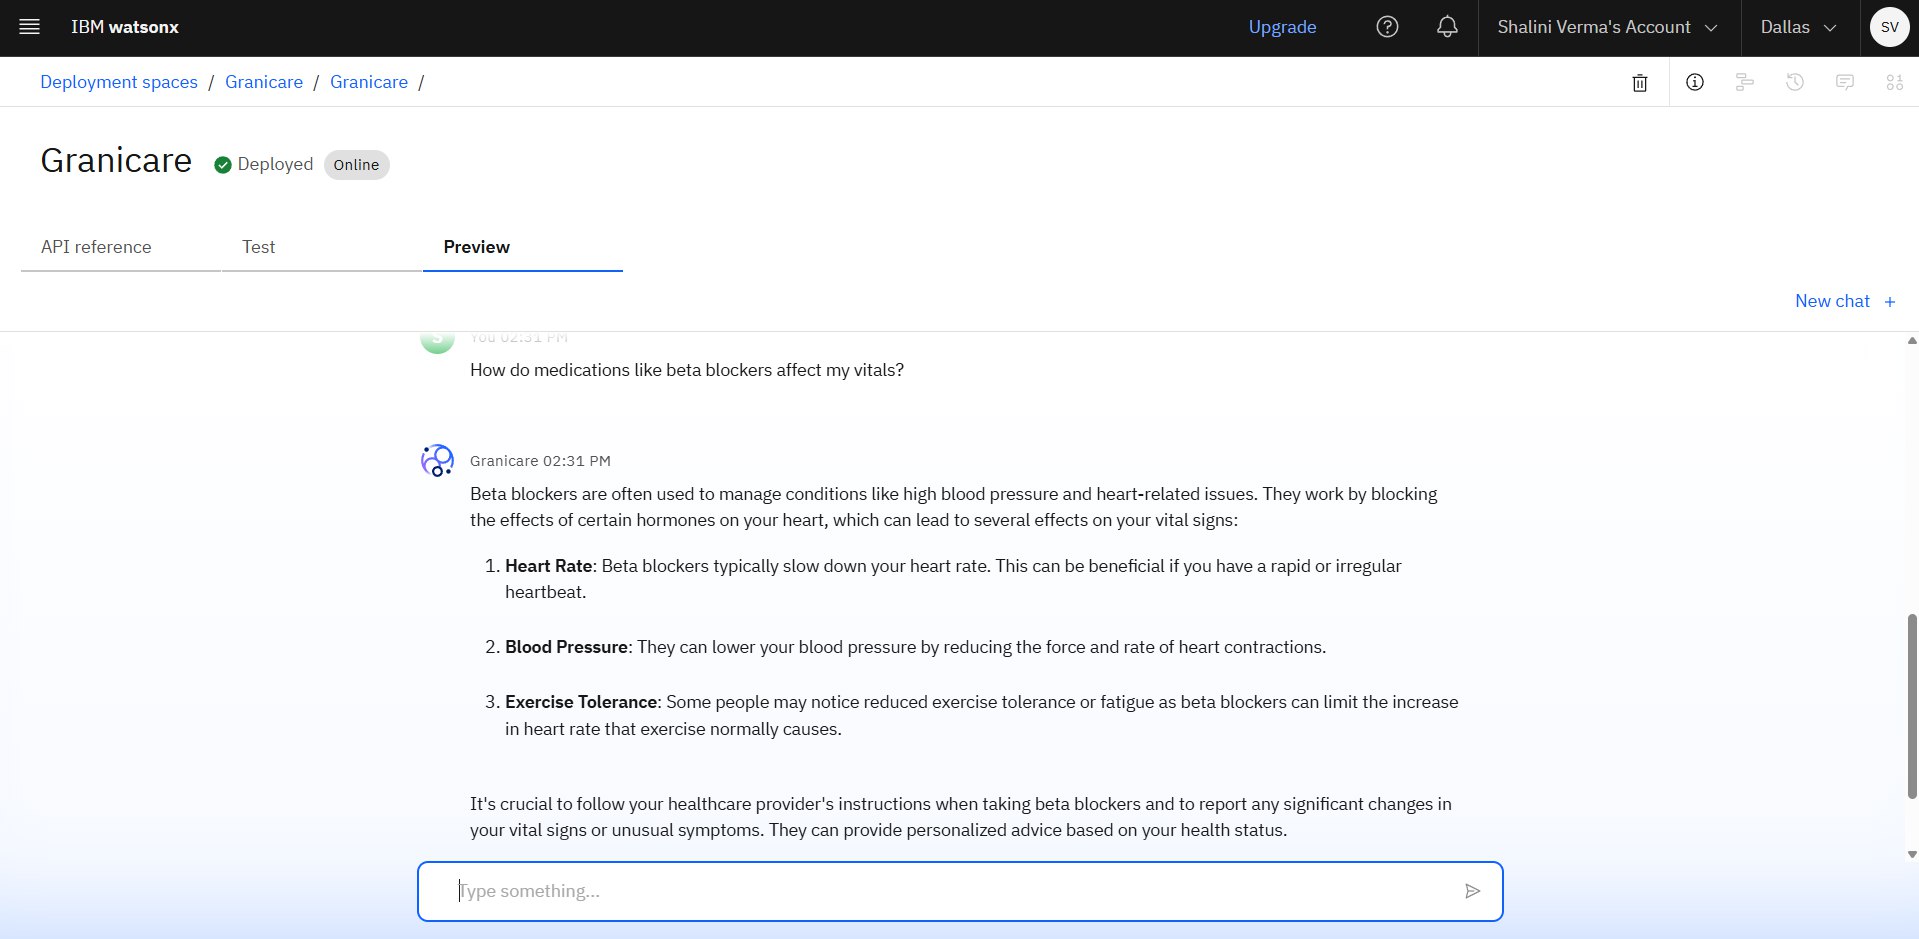 IBM watsonx
Upgrade
Shalini Verma's Account
Dallas
SV
Deployment spaces / Granicare / Granicare /
Granicare
Deployed
Online
API reference
Test
Preview
New chat +
S
You 02:31 PM
How do medications like beta blockers affect my vitals?
Granicare 02:31 PM
Beta blockers are often used to manage conditions like high blood pressure and heart-related issues. They work by blocking
the effects of certain hormones on your heart, which can lead to several effects on your vital signs:
1. Heart Rate: Beta blockers typically slow down your heart rate. This can be beneficial if you have a rapid or irregular
heartbeat.
2. Blood Pressure: They can lower your blood pressure by reducing the force and rate of heart contractions.
3. Exercise Tolerance: Some people may notice reduced exercise tolerance or fatigue as beta blockers can limit the increase
in heart rate that exercise normally causes.
It's crucial to follow your healthcare provider's instructions when taking beta blockers and to report any significant changes in
your vital signs or unusual symptoms. They can provide personalized advice based on your health status.
Type something...